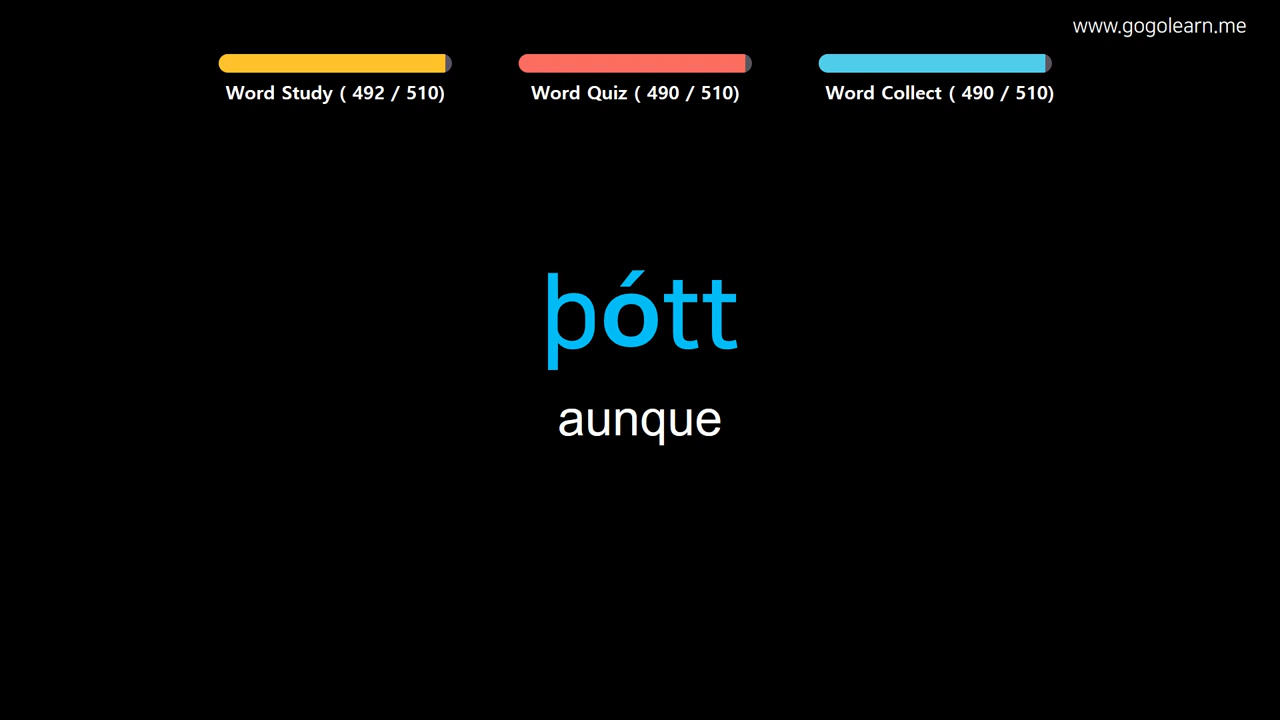 www.gogolearn.me
Word Study ( 492 / 510)
Word Quiz ( 490 / 510)
Word Collect ( 490 / 510)
þótt
aunque